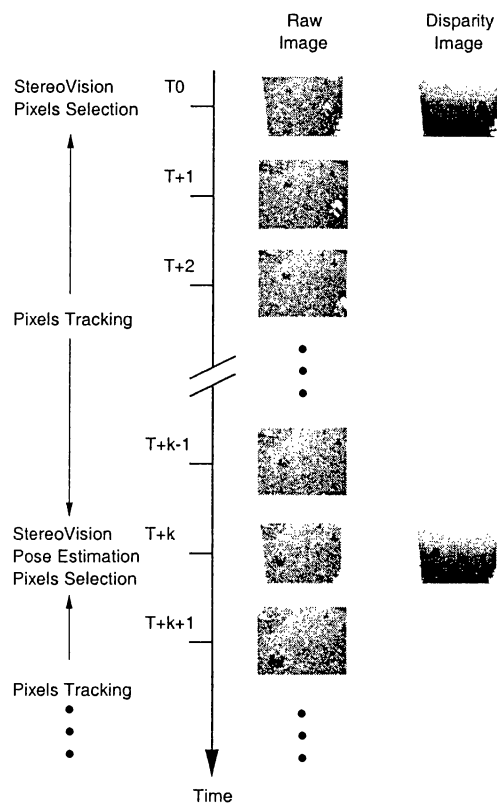 Raw
Image
Disparity
Image
StereoVision
Pixels Selection
T0
T+1
T+2
Pixels Tracking
T+k-1
StereoVision
Pose Estimation
Pixels Selection
T+k
T+k+1
Pixels Tracking
Time